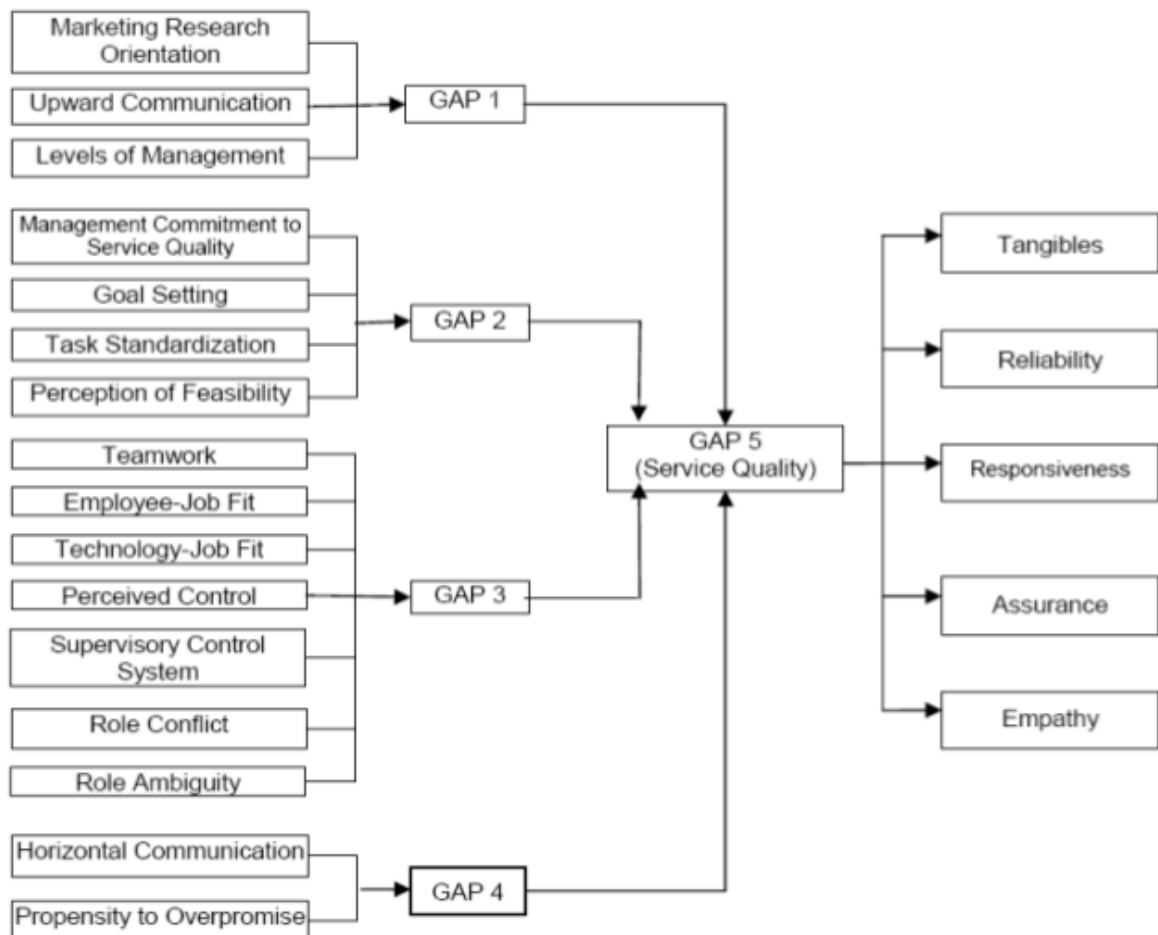 Marketing Research
Orientation
Upward Communication
Levels of Management
GAP 1
Management Commitment to
Service Quality
Goal Setting
Task Standardization
Perception of Feasibility
GAP 2
Teamwork
Employee-Job Fit
Technology-Job Fit
Perceived Control
Supervisory Control
System
Role Conflict
Role Ambiguity
GAP 3
Horizontal Communication
Propensity to Overpromise
GAP 4
GAP 5
(Service Quality)
Tangibles
Reliability
Responsiveness
Assurance
Empathy